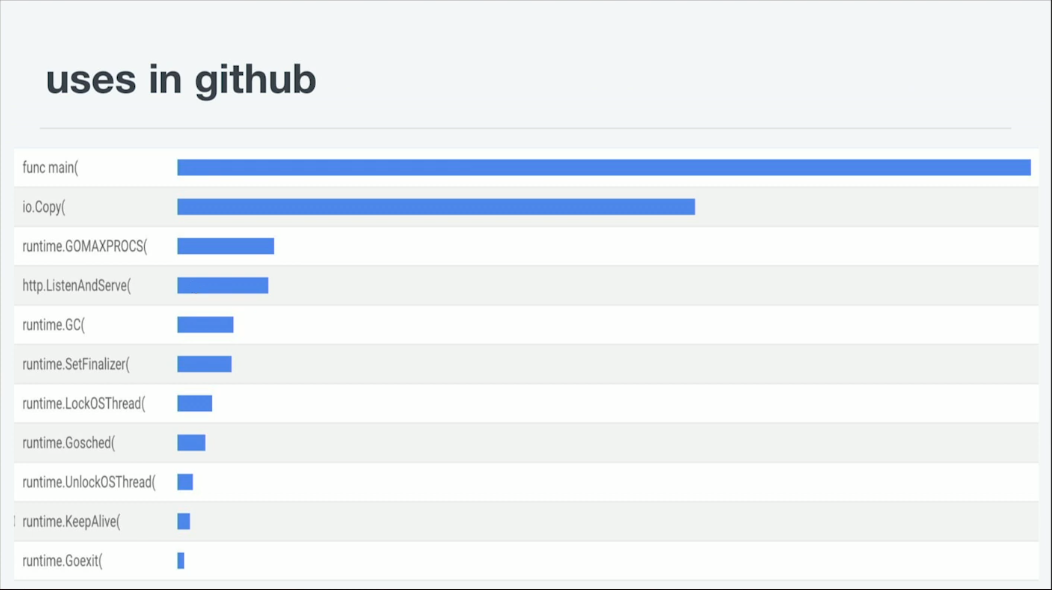 uses in github
func main(
io.Copy(
runtime.GOMAXPROCS(
http.ListenAndServe(
runtime.GC(
runtime.SetFinalizer(
runtime.LockOSThread(
runtime.Gosched(
runtime.UnlockOSThread(
runtime.KeepAlive(
runtime.Goexit(